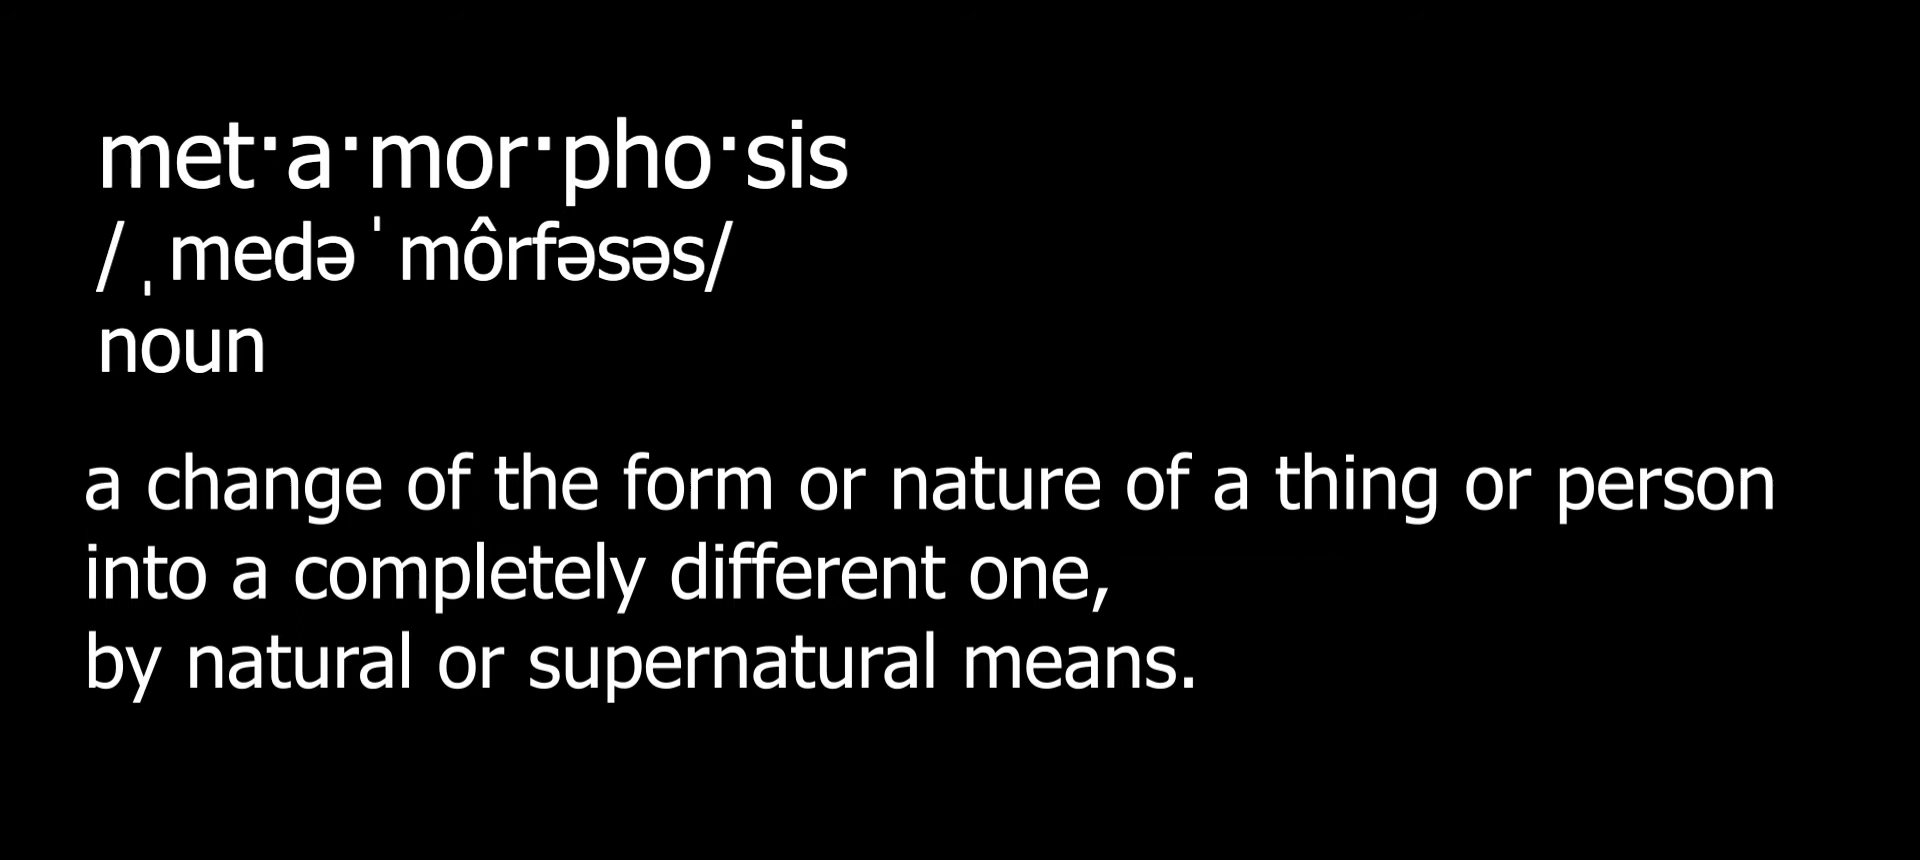 met·a·mor·pho·sis
/ˌmedəˈmôrfəsəs/
noun
a change of the form or nature of a thing or person
into a completely different one,
by natural or supernatural means.